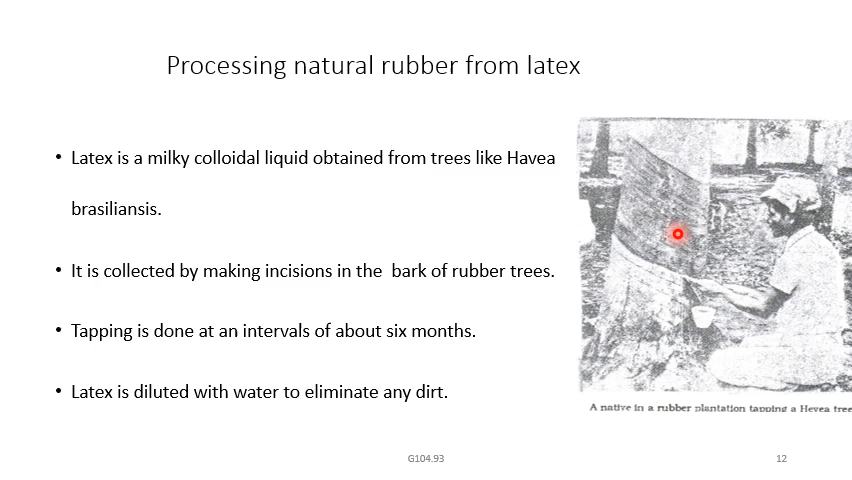 Processing natural rubber from latex
• Latex is a milky colloidal liquid obtained from trees like Havea
brasiliansis.
• It is collected by making incisions in the  bark of rubber trees.
• Tapping is done at an intervals of about six months.
• Latex is diluted with water to eliminate any dirt.
A native in a rubber plantation tapping a Hevea tree
G104.93
12